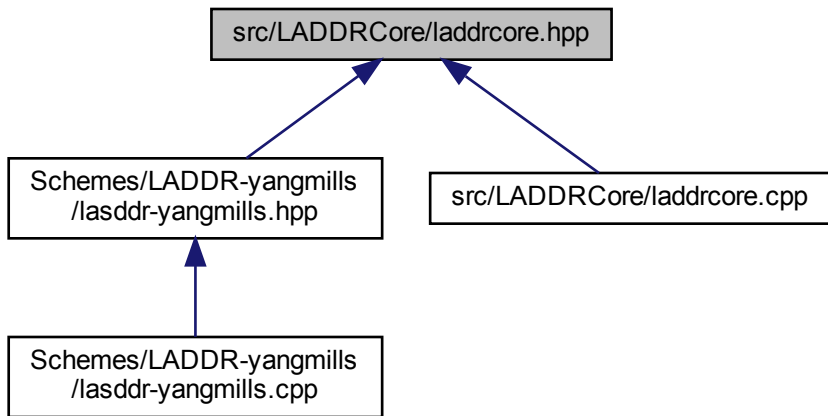 src/LADDRCore/laddrcore.hpp
Schemes/LADDR-yangmills
/lasddr-yangmills.hpp
src/LADDRCore/laddrcore.cpp
Schemes/LADDR-yangmills
/lasddr-yangmills.cpp